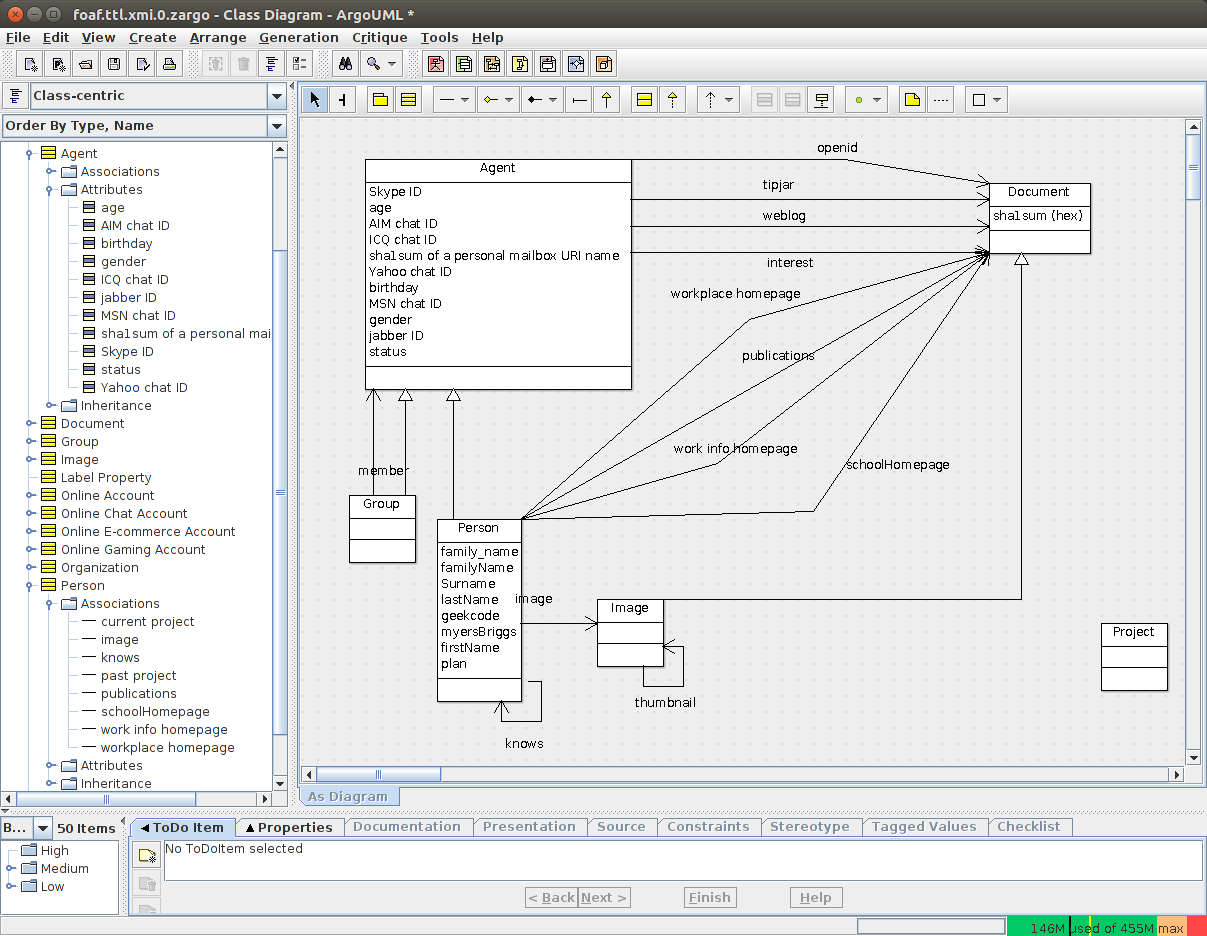 foaf.ttl.xmi.0.zargo - Class Diagram - ArgoUML *
File Edit View Create Arrange Generation Critique Tools Help
Class-centric
Order By Type, Name
Agent
Associations
Attributes
age
AIM chat ID
birthday
gender
ICQ chat ID
jabber ID
MSN chat ID
sha1sum of a personal mai
Skype ID
status
Yahoo chat ID
Inheritance
Document
Group
Image
Label Property
Online Account
Online Chat Account
Online E-commerce Account
Online Gaming Account
Organization
Person
Associations
current project
image
knows
past project
publications
schoolHomepage
work info homepage
workplace homepage
Attributes
Inheritance
Agent
Skype ID
age
AIM chat ID
ICQ chat ID
sha1sum of a personal mailbox URI name
Yahoo chat ID
birthday
MSN chat ID
gender
jabber ID
status
openid
tipjar
weblog
interest
Document
sha1sum (hex)
workplace homepage
publications
work info homepage
schoolHomepage
member
Group
Person
family_name
familyName
Surname
lastName
geekcode
myersBriggs
firstName
plan
image
Image
thumbnail
knows
Project
As Diagram
B... 50 Items
High
Medium
Low
ToDo Item Properties Documentation Presentation Source Constraints Stereotype Tagged Values Checklist
No ToDoItem selected
< Back Next > Finish Help
146M used of 455M max